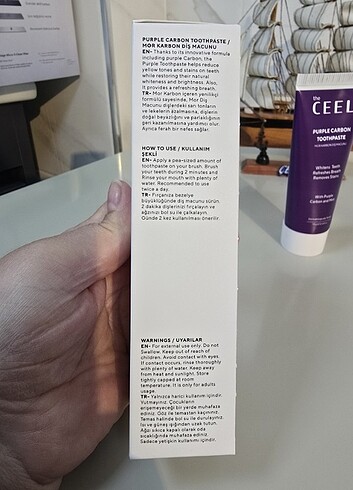 PURPLE CARBON TOOTHPASTE /
MOR KARBON DİŞ MACUNU
EN- Thanks to its innovative formula
including purple Carbon, the
Purple Toothpaste helps reduce
yellow tones and stains on teeth
while restoring their natural
whiteness and brightness. Also,
it provides a refreshing breath.
TR- Mor Karbon içeren yenilikçi
formülü sayesinde, Mor Diş
Macunu dişlerdeki sarı tonların
ve lekelerin azalmasına, dişlerin
doğal beyazlığını ve parlaklığının
geri kazanılmasına yardımcı olur.
Ayrıca ferah bir nefes sağlar.
HOW TO USE / KULLANIM
ŞEKLİ
EN- Apply a pea-sized amount of
toothpaste on your brush. Brush
your teeth during 2 minutes and
Rinse your mouth with plenty of
water. Recommended to use
twice a day.
TR- Fırçanıza bezelye
büyüklüğünde diş macunu sürün.
2 dakika dişlerinizi fırçalayın ve
ağzınızı bol su ile çalkalayın.
Günde 2 kez kullanılması önerilir.
WARNINGS / UYARILAR
EN- For external use only. Do not
Swallow. Keep out of reach of
children. Avoid contact with eyes.
If contact occurs, rinse thoroughly
with plenty of water. Keep away
from heat and sunlight. Store
tightly capped at room
temperature. It is only for adults
usage.
TR- Yalnızca harici kullanım içindir.
Yutmayınız. Çocukların
erişemeyeceği bir yerde muhafaza
ediniz. Göz ile temastan kaçınınız.
Temas halinde bol su ile durulayınız.
Isı ve güneş ışığından uzak tutun.
Ağzı sıkıca kapalı olarak oda
sıcaklığında muhafaza ediniz.
Sadece yetişkin kullanımı içindir.
the
CEEL
PURPLE CARBON
TOOTHPASTE
Whitens Teeth
Refreshes Breath
Removes Stains
With Purple